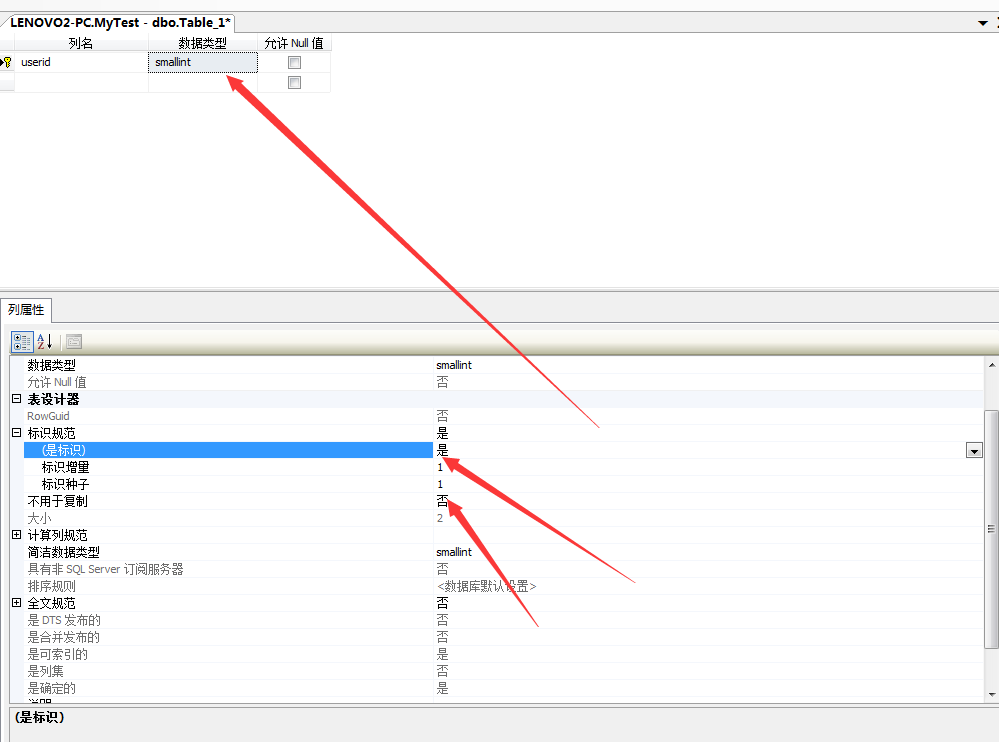 LENOVO2-PC.MyTest - dbo.Table_1*
列名 数据类型 允许 Null 值
userid smallint
列属性
数据类型 smallint
允许 Null 值 否
表设计器
RowGuid 否
标识规范 是
(是标识) 是
标识增量 1
标识种子 1
不用于复制 否
大小 2
计算列规范
简洁数据类型 smallint
具有非 SQL Server 订阅服务器 否
排序规则 <数据库默认设置>
全文规范 否
是 DTS 发布的 否
是合并发布的 否
是可索引的 是
是列集 否
是确定的 是
(是标识)